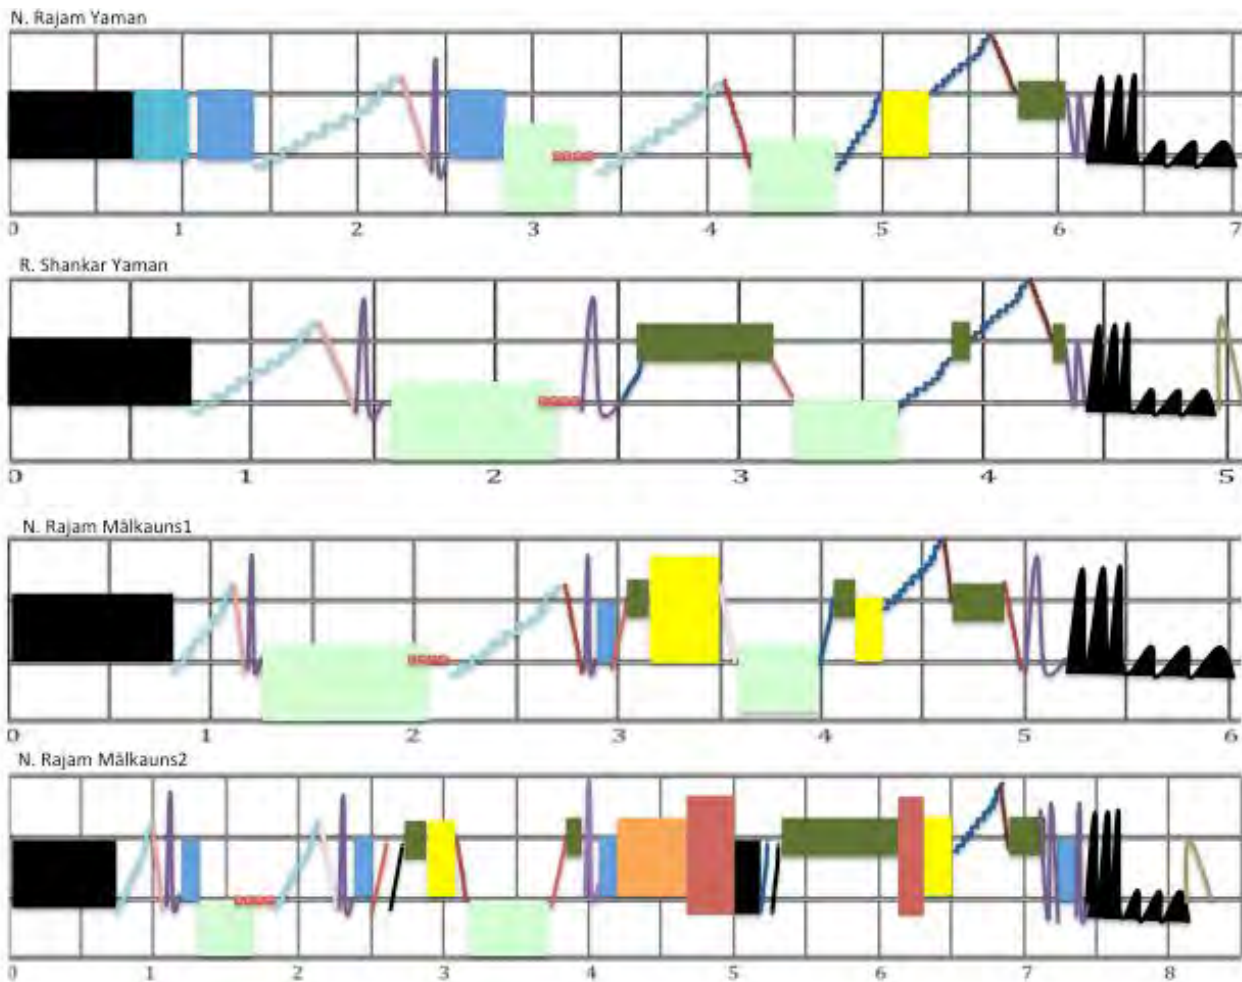 N. Rajam Yaman
0 1 2 3 4 5 6 7
R. Shankar Yaman
0 1 2 3 4 5
N. Rajam Mālkauns1
0 1 2 3 4 5 6
N. Rajam Mālkauns2
0 1 2 3 4 5 6 7 8